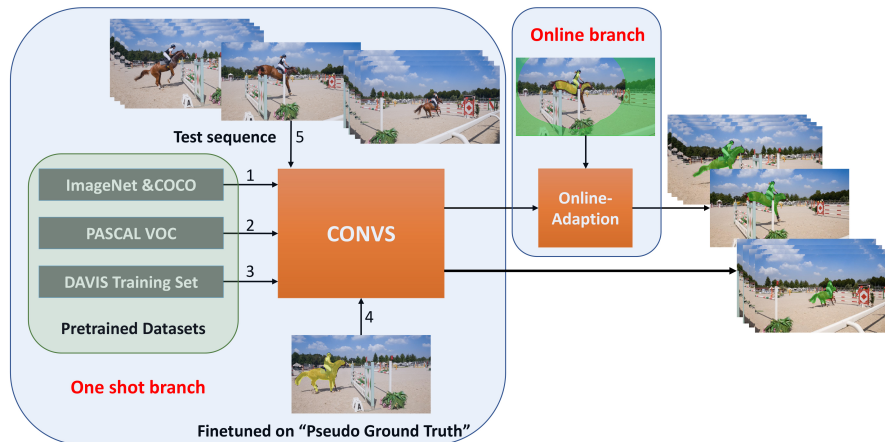 Online branch
Test sequence
5
ImageNet &COCO
1
PASCAL VOC
2
DAVIS Training Set
3
Pretrained Datasets
CONVS
Online-
Adaption
4
One shot branch
Finetuned on “Pseudo Ground Truth”